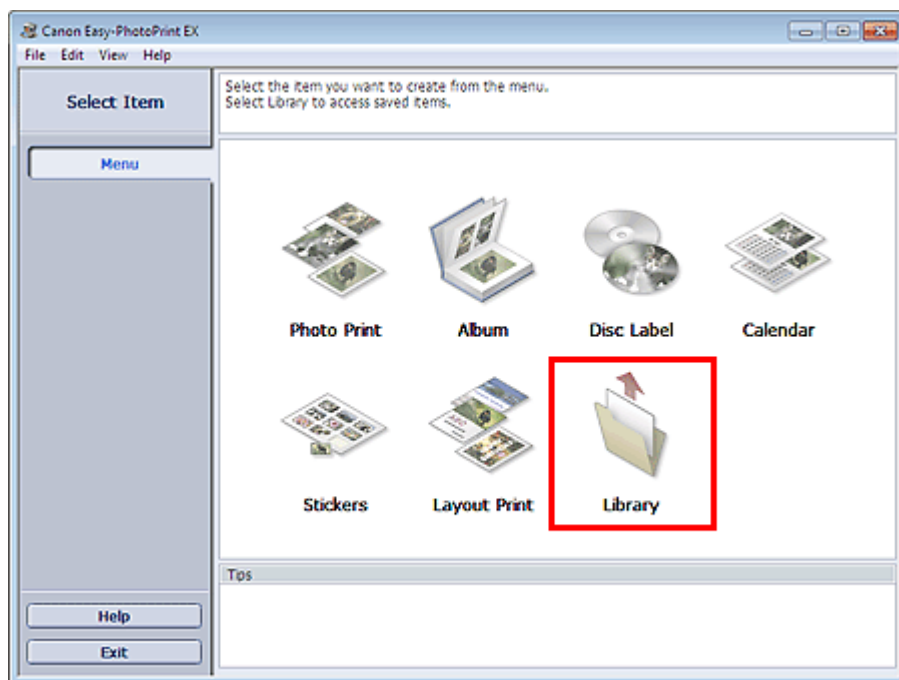 Canon Easy-PhotoPrint EX
File Edit View Help
Select Item
Select the item you want to create from the menu.
Select Library to access saved items.
Menu
Photo Print
Album
Disc Label
Calendar
Stickers
Layout Print
Library
Tips
Help
Exit